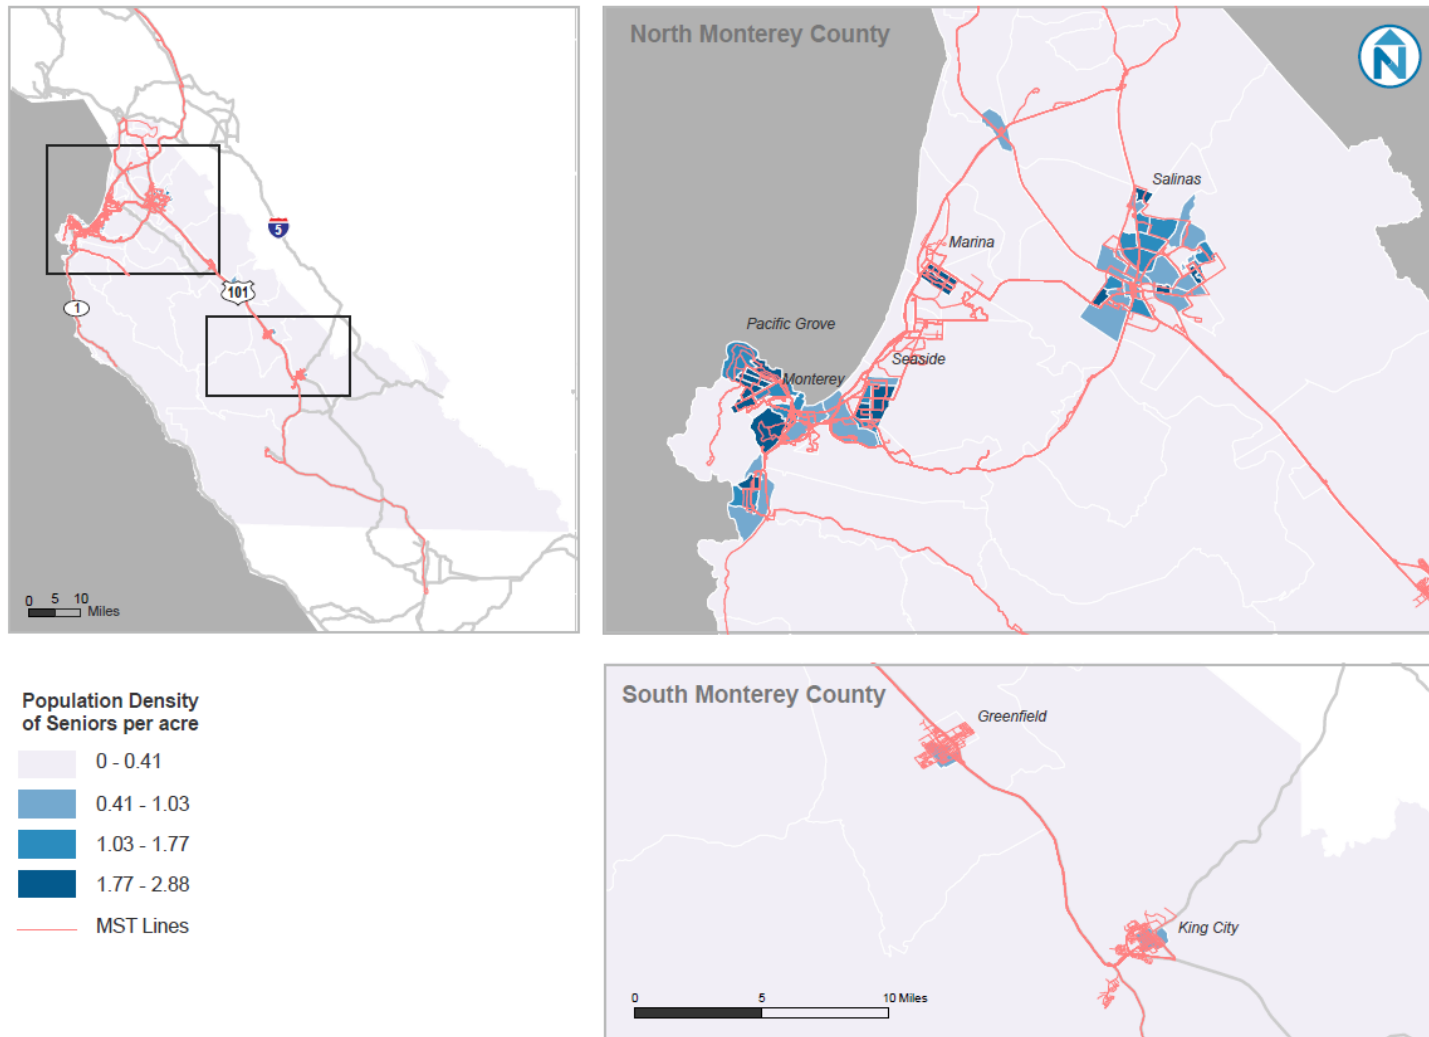 5
101
1
0 5 10
Miles
North Monterey County
N
Salinas
Marina
Pacific Grove
Seaside
Monterey
Population Density
of Seniors per acre
0 - 0.41
0.41 - 1.03
1.03 - 1.77
1.77 - 2.88
MST Lines
South Monterey County
Greenfield
King City
0 5 10 Miles